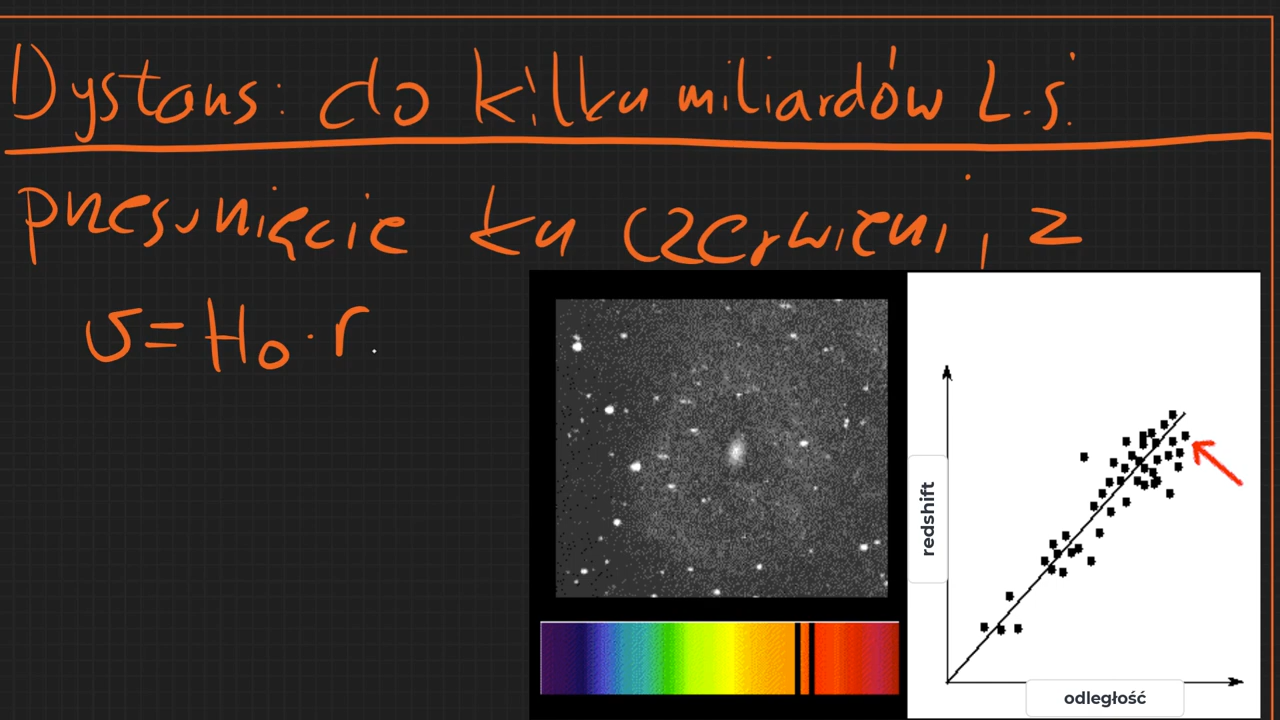 Dystans: do kilku miliardów l.ś.
przesunięcie ku czerwieni, z
v = H₀ · r
redshift
odległość